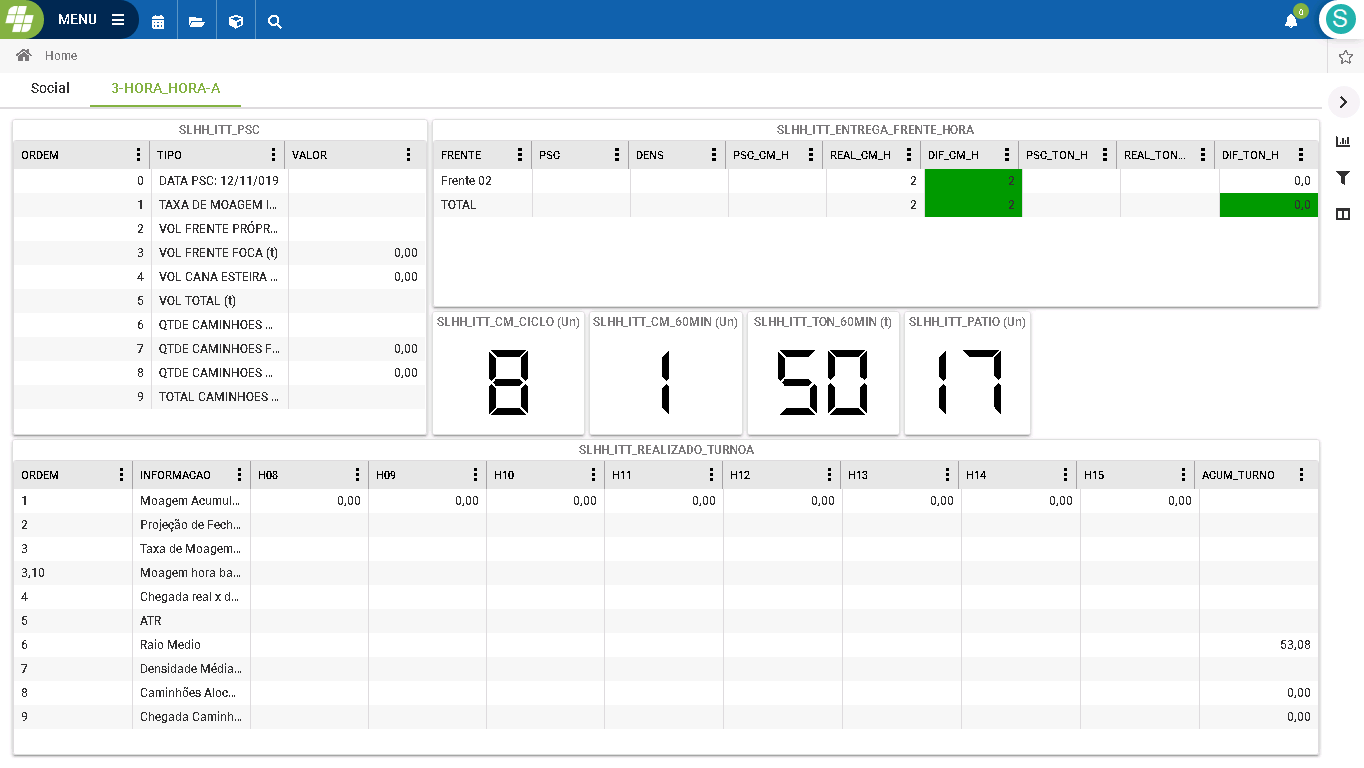 MENU
0
S
Home
Social 3-HORA_HORA-A
SLHH_ITT_PSC
ORDEM TIPO VALOR
0 DATA PSC: 12/11/019
1 TAXA DE MOAGEM I...
2 VOL FRENTE PRÓPR...
3 VOL FRENTE FOCA (t) 0,00
4 VOL CANA ESTEIRA ... 0,00
5 VOL TOTAL (t)
6 QTDE CAMINHOES ...
7 QTDE CAMINHOES F... 0,00
8 QTDE CAMINHOES ... 0,00
9 TOTAL CAMINHOES ...
SLHH_ITT_ENTREGA_FRENTE_HORA
FRENTE PSC DENS PSC_CM_H REAL_CM_H DIF_CM_H PSC_TON_H REAL_TON... DIF_TON_H
Frente 02 2 2 0,0
TOTAL 2 2 0,0
SLHH_ITT_CM_CICLO (Un)
8
SLHH_ITT_CM_60MIN (Un)
1
SLHH_ITT_TON_60MIN (t)
50
SLHH_ITT_PATIO (Un)
17
SLHH_ITT_REALIZADO_TURNOA
ORDEM INFORMACAO H08 H09 H10 H11 H12 H13 H14 H15 ACUM_TURNO
1 Moagem Acumul... 0,00 0,00 0,00 0,00 0,00 0,00 0,00 0,00
2 Projeção de Fech...
3 Taxa de Moagem...
3,10 Moagem hora ba...
4 Chegada real x d...
5 ATR
6 Raio Medio 53,08
7 Densidade Média...
8 Caminhões Aloc... 0,00
9 Chegada Caminh... 0,00